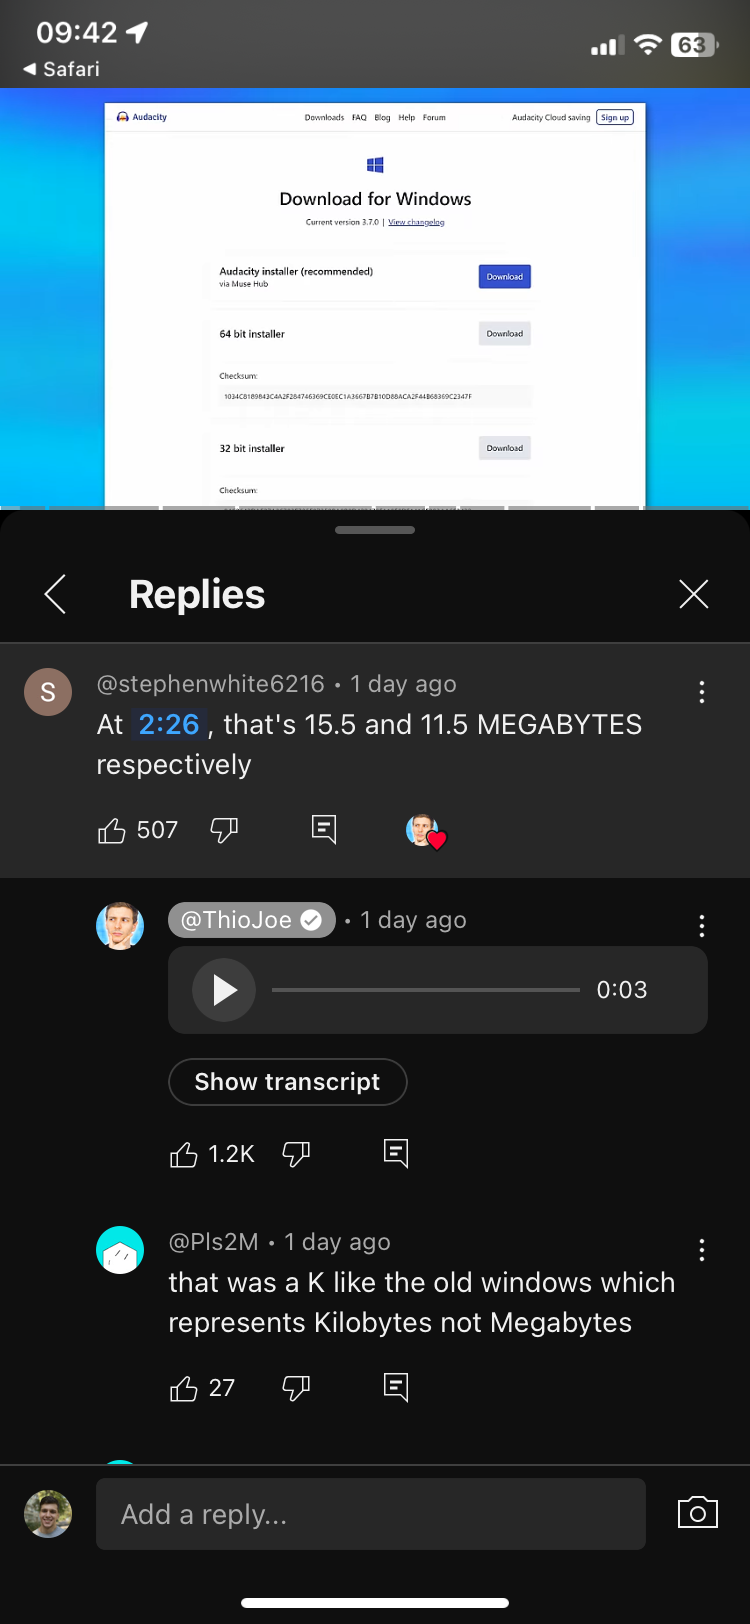 09:42
63
Safari
Audacity
Downloads FAQ Blog Help Forum
Audacity Cloud saving Sign up
Download for Windows
Current version 3.7.0 | View changelog
Audacity installer (recommended)
Download
via Muse Hub
64 bit installer
Download
Checksum:
32 bit installer
Download
Checksum:
Replies
S
@stephenwhite6216 • 1 day ago
At 2:26 , that's 15.5 and 11.5 MEGABYTES
respectively
507
@ThioJoe • 1 day ago
0:03
Show transcript
1.2K
@Pls2M • 1 day ago
that was a K like the old windows which
represents Kilobytes not Megabytes
27
Add a reply...